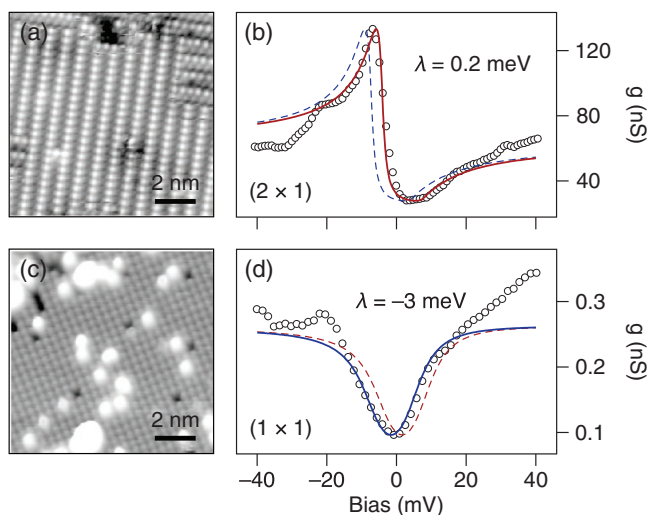 (a)
2 nm
(b)
λ = 0.2 meV
(2 × 1)
120
80
40
g (nS)
(c)
2 nm
(d)
λ = −3 meV
(1 × 1)
0.3
0.2
0.1
g (nS)
−40
−20
0
20
40
Bias (mV)